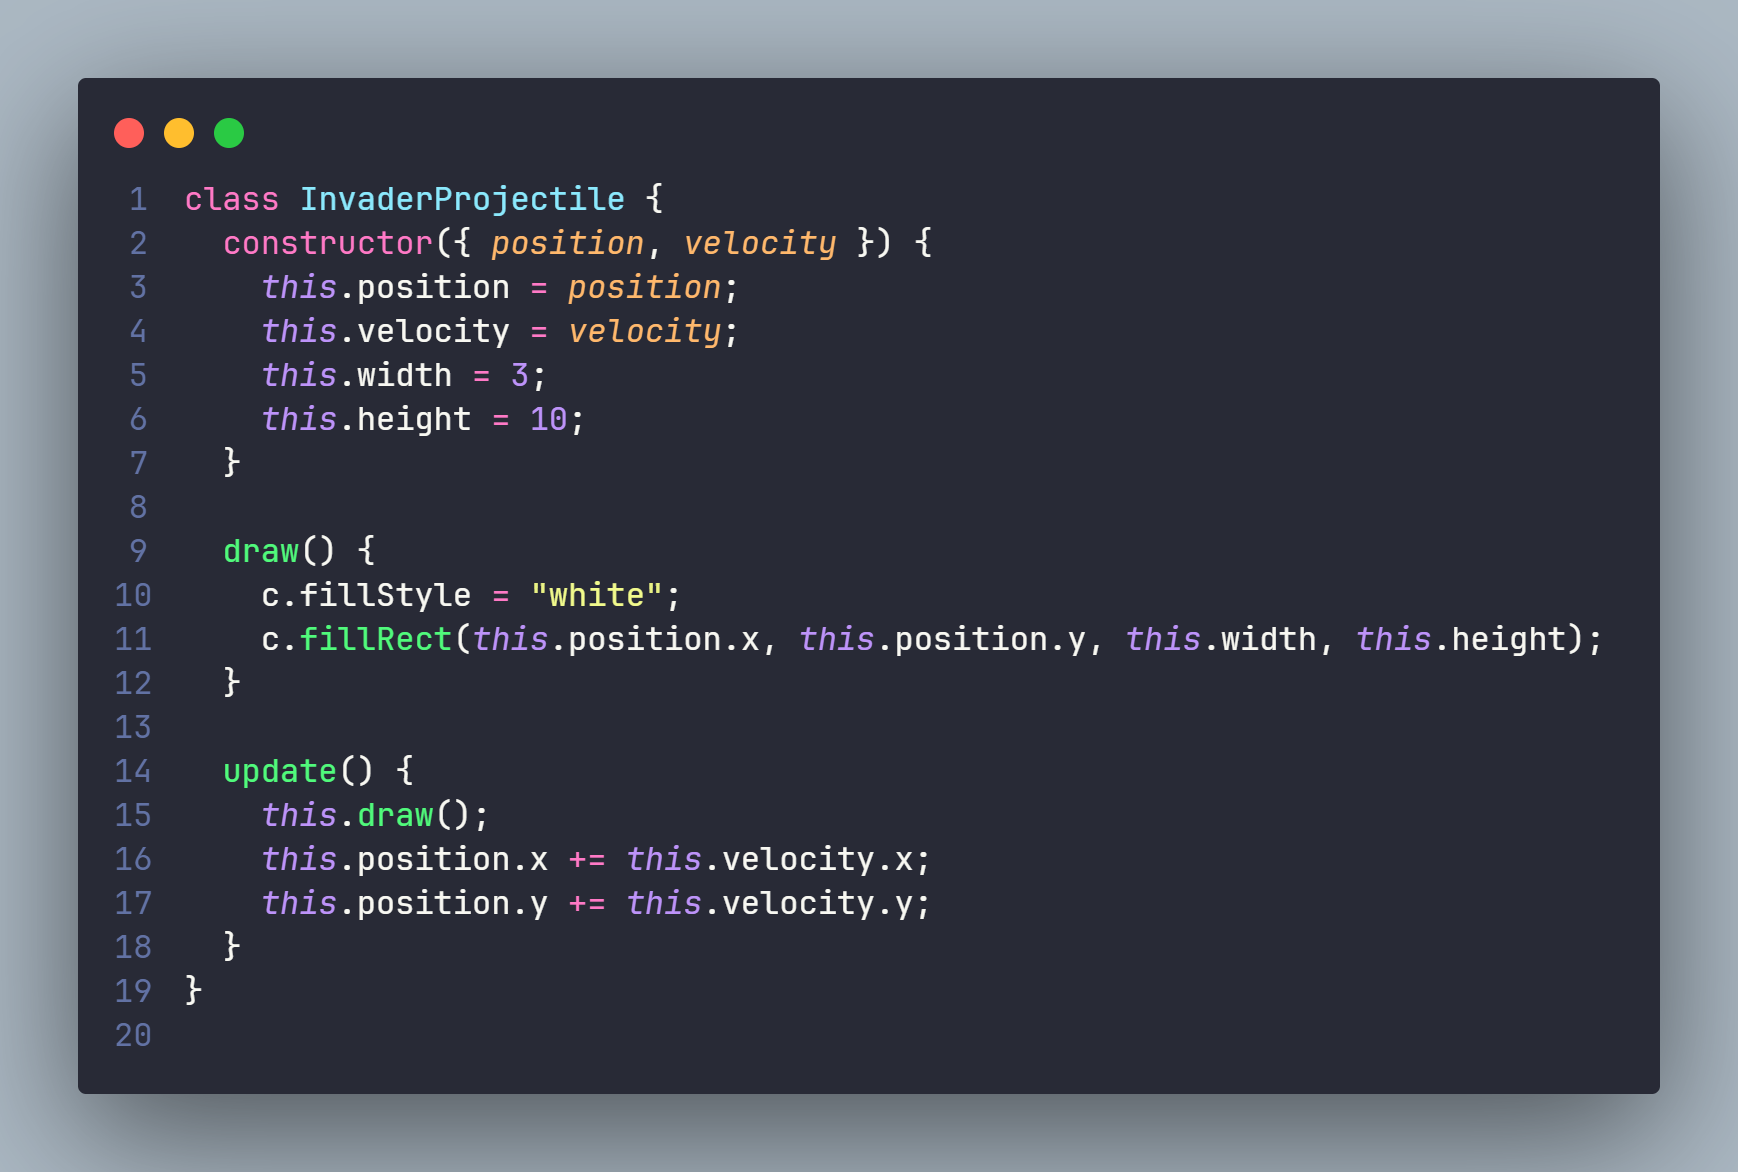 1 class InvaderProjectile {
2   constructor({ position, velocity }) {
3     this.position = position;
4     this.velocity = velocity;
5     this.width = 3;
6     this.height = 10;
7   }
8
9   draw() {
10     c.fillStyle = "white";
11     c.fillRect(this.position.x, this.position.y, this.width, this.height);
12   }
13
14   update() {
15     this.draw();
16     this.position.x += this.velocity.x;
17     this.position.y += this.velocity.y;
18   }
19 }
20